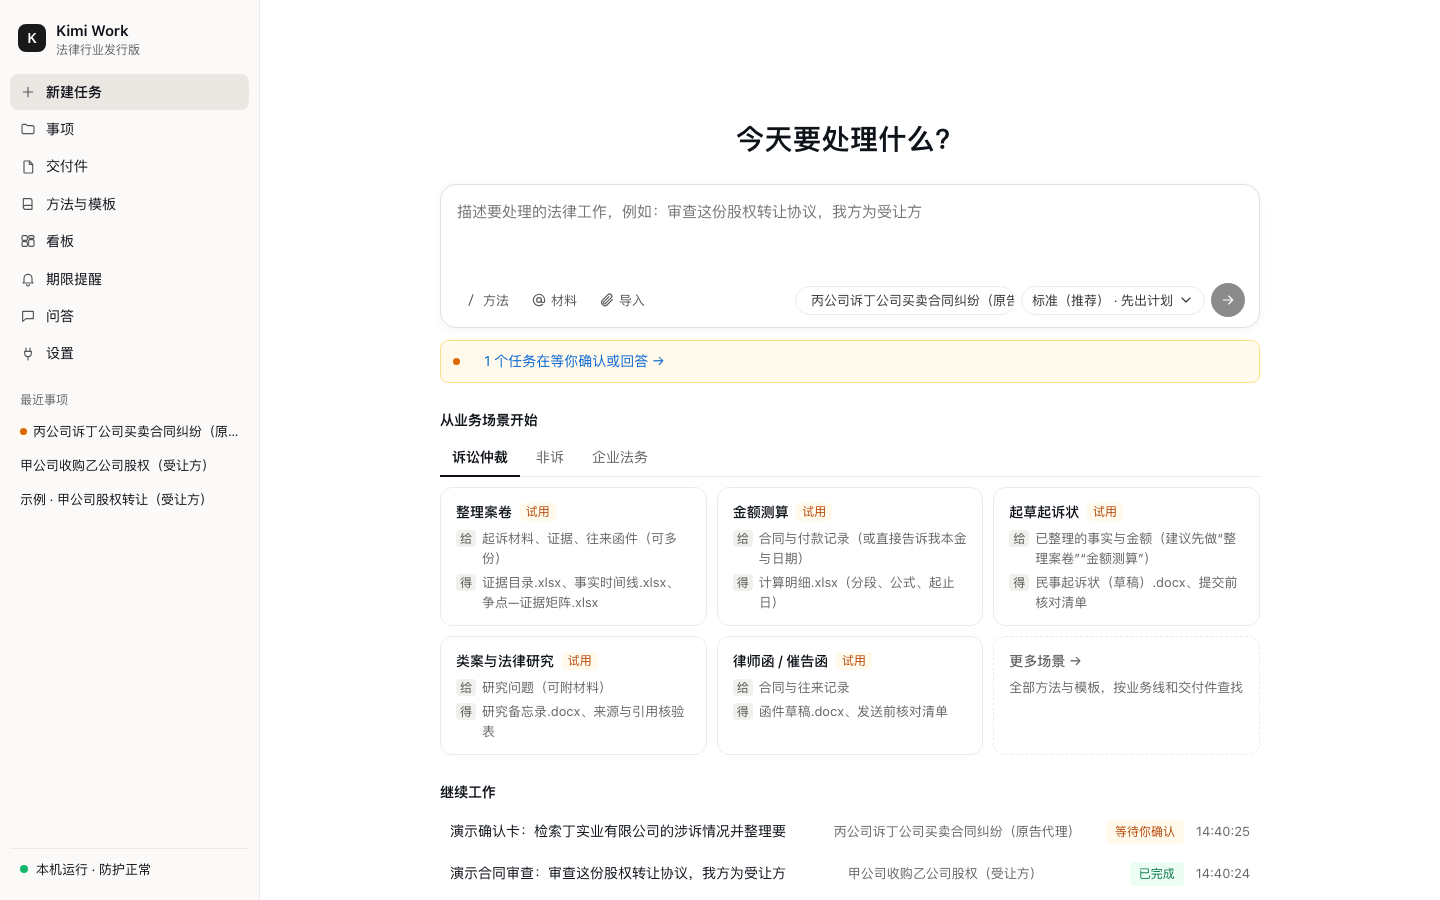 K
Kimi Work
法律行业发行版
新建任务
事项
交付件
方法与模板
看板
期限提醒
问答
设置
最近事项
丙公司诉丁公司买卖合同纠纷（原...
甲公司收购乙公司股权（受让方）
示例 · 甲公司股权转让（受让方）
本机运行 · 防护正常
今天要处理什么?
描述要处理的法律工作，例如：审查这份股权转让协议，我方为受让方
/ 方法
材料
导入
丙公司诉丁公司买卖合同纠纷（原告
标准（推荐） · 先出计划
1 个任务在等你确认或回答 →
从业务场景开始
诉讼仲裁 非诉 企业法务
整理案卷 试用
给 起诉材料、证据、往来函件（可多
份）
得 证据目录.xlsx、事实时间线.xlsx、
争点—证据矩阵.xlsx
金额测算 试用
给 合同与付款记录（或直接告诉我本金
与日期）
得 计算明细.xlsx（分段、公式、起止
日）
起草起诉状 试用
给 已整理的事实与金额（建议先做“整
理案卷”“金额测算”）
得 民事起诉状（草稿）.docx、提交前
核对清单
类案与法律研究 试用
给 研究问题（可附材料）
得 研究备忘录.docx、来源与引用核验
表
律师函 / 催告函 试用
给 合同与往来记录
得 函件草稿.docx、发送前核对清单
更多场景 →
全部方法与模板，按业务线和交付件查找
继续工作
演示确认卡：检索丁实业有限公司的涉诉情况并整理要 丙公司诉丁公司买卖合同纠纷（原告代理） 等待你确认 14:40:25
演示合同审查：审查这份股权转让协议，我方为受让方 甲公司收购乙公司股权（受让方） 已完成 14:40:24